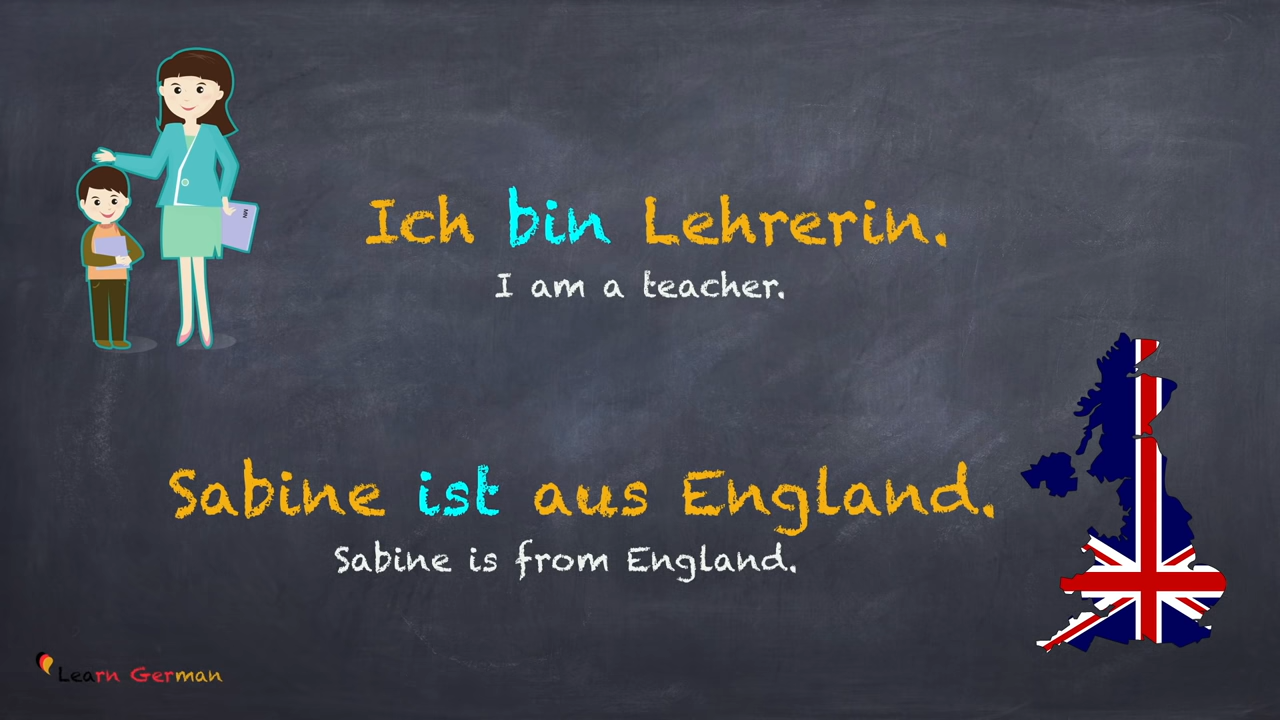 Ich bin Lehrerin.
I am a teacher.
Sabine ist aus England.
Sabine is from England.
Learn German